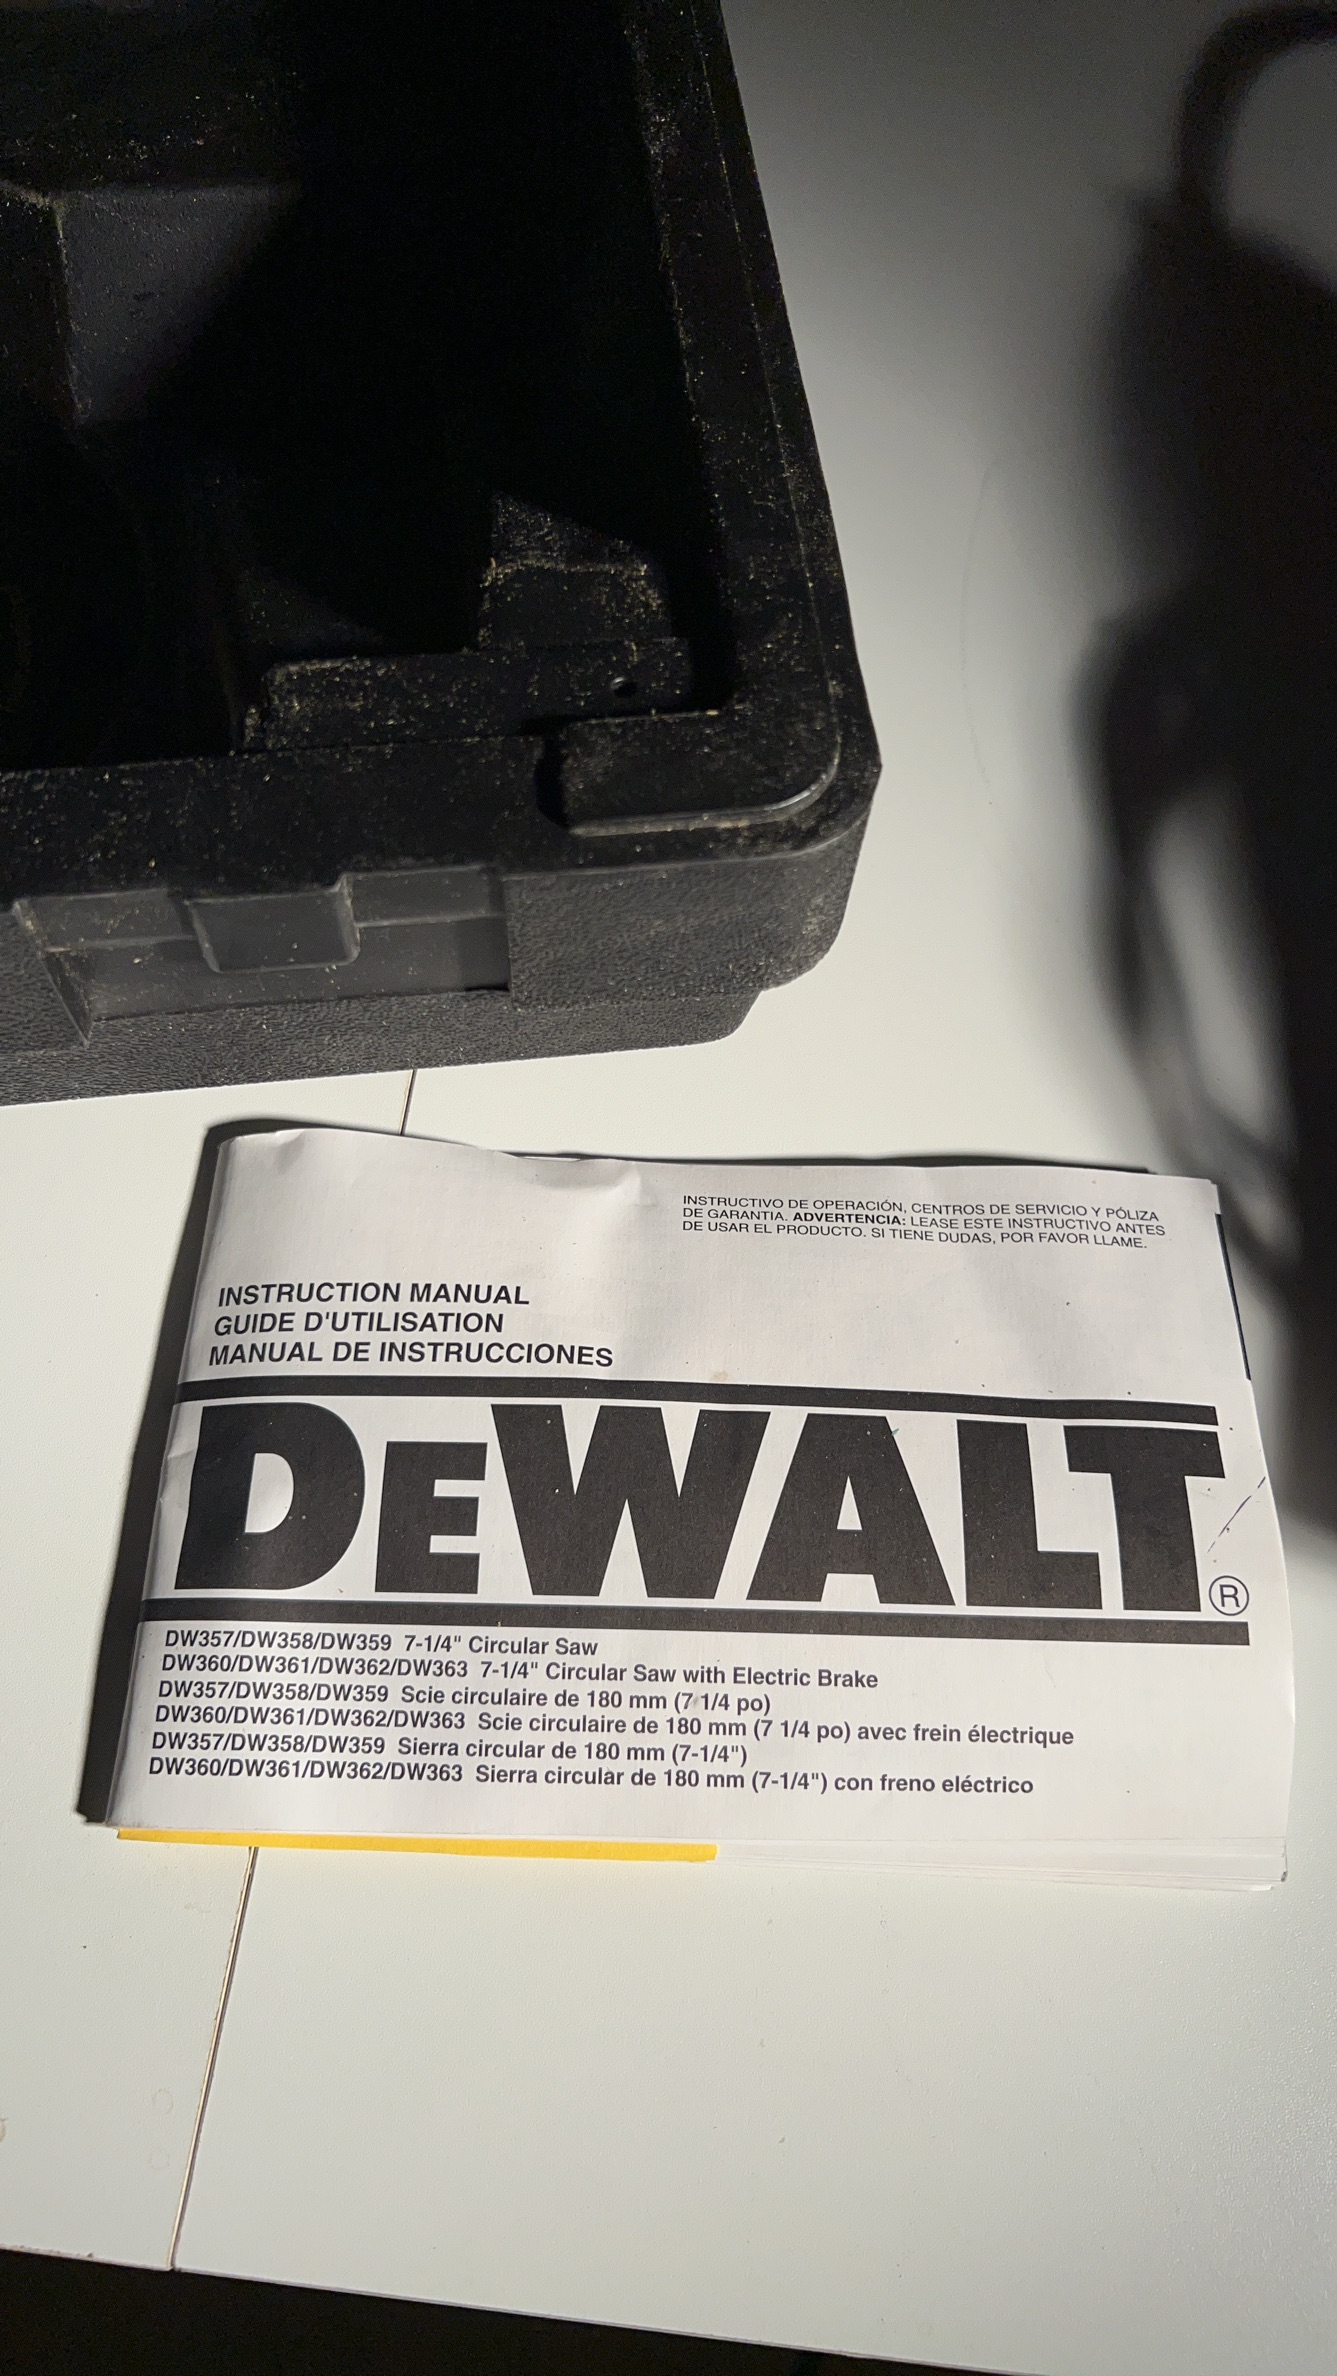 INSTRUCTIVO DE OPERACIÓN, CENTROS DE SERVICIO Y PÓLIZA
DE GARANTIA. ADVERTENCIA: LEASE ESTE INSTRUCTIVO ANTES
DE USAR EL PRODUCTO. SI TIENE DUDAS, POR FAVOR LLAME.
INSTRUCTION MANUAL
GUIDE D'UTILISATION
MANUAL DE INSTRUCCIONES
DEWALT®
DW357/DW358/DW359 7-1/4" Circular Saw
DW360/DW361/DW362/DW363 7-1/4" Circular Saw with Electric Brake
DW357/DW358/DW359 Scie circulaire de 180 mm (7 1/4 po)
DW360/DW361/DW362/DW363 Scie circulaire de 180 mm (7 1/4 po) avec frein électrique
DW357/DW358/DW359 Sierra circular de 180 mm (7-1/4")
DW360/DW361/DW362/DW363 Sierra circular de 180 mm (7-1/4") con freno eléctrico